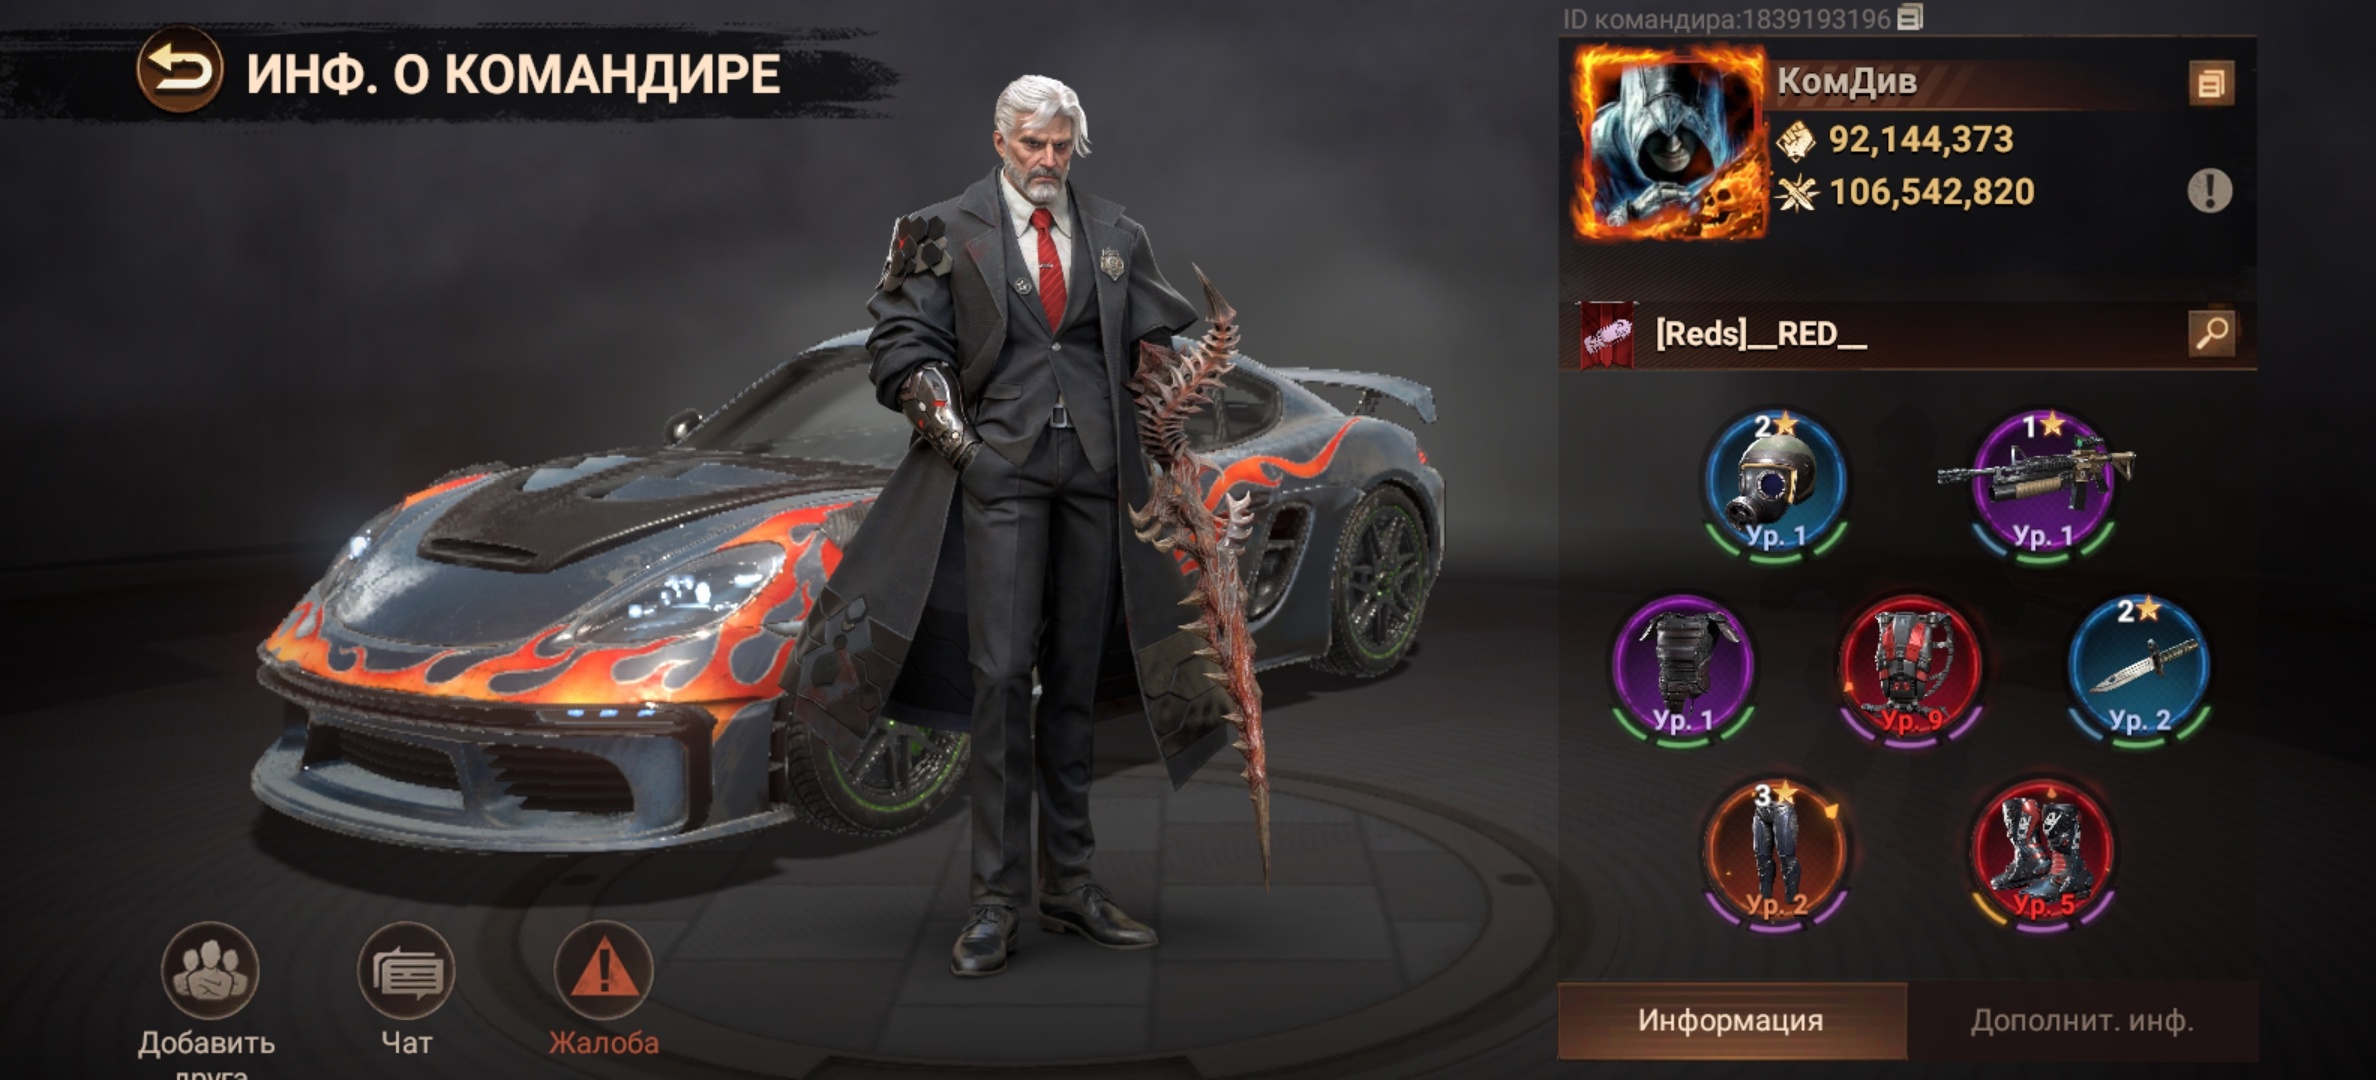 ID командира:1839193196
ИНФ. О КОМАНДИРЕ
КомДив
92,144,373
106,542,820
[Reds]__RED__
2
Ур. 1
1
Ур. 1
Ур. 1
Ур. 9
2
Ур. 2
3
Ур. 2
Ур. 5
Добавить
друга
Чат
Жалоба
Информация
Дополнит. инф.